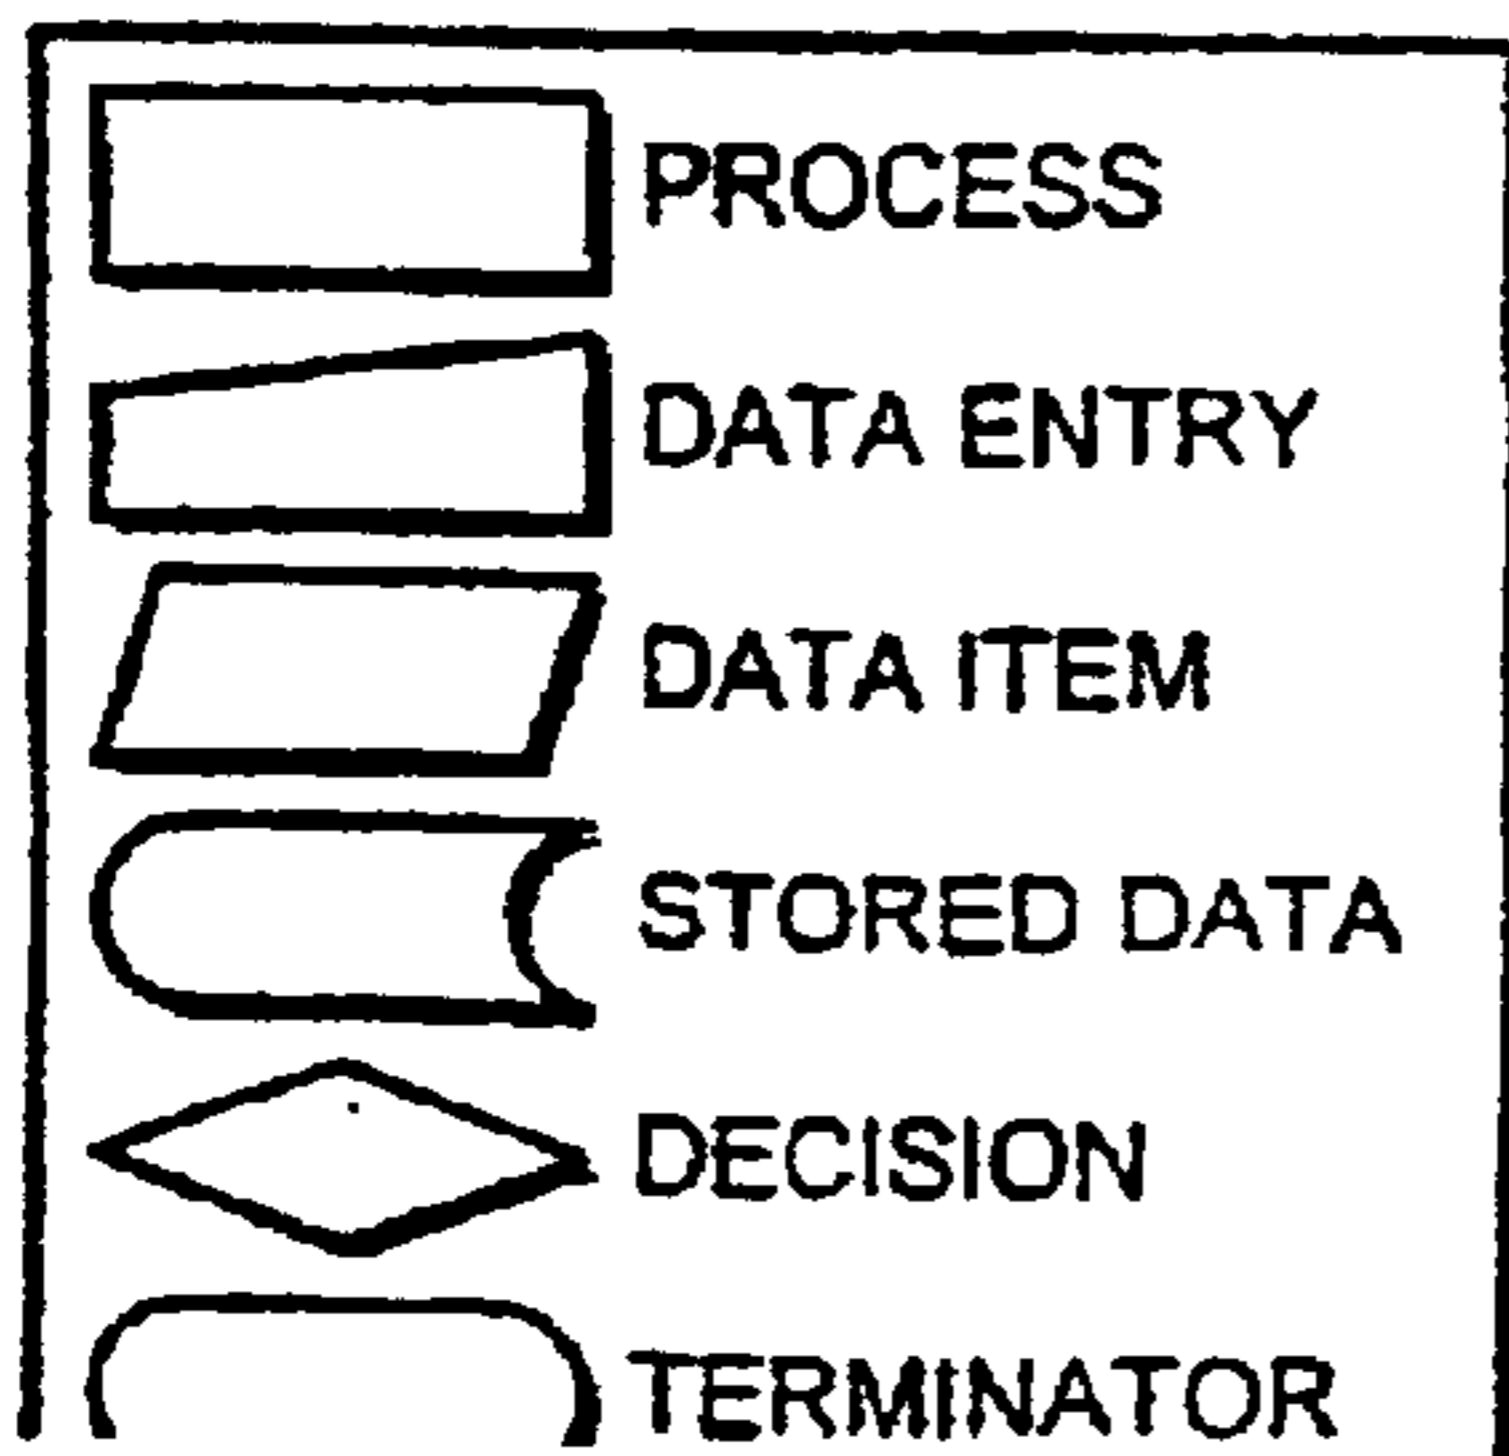 PROCESS
DATA ENTRY
DATA ITEM
STORED DATA
DECISION
TERMINATOR